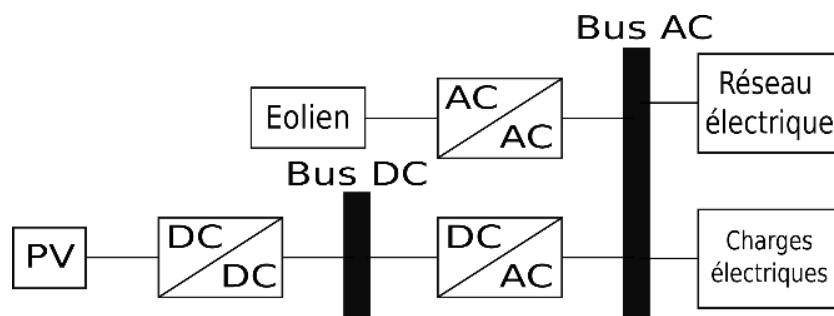 Bus AC
Eolien
AC
AC
Réseau
électrique
Bus DC
PV
DC
DC
DC
AC
Charges
électriques